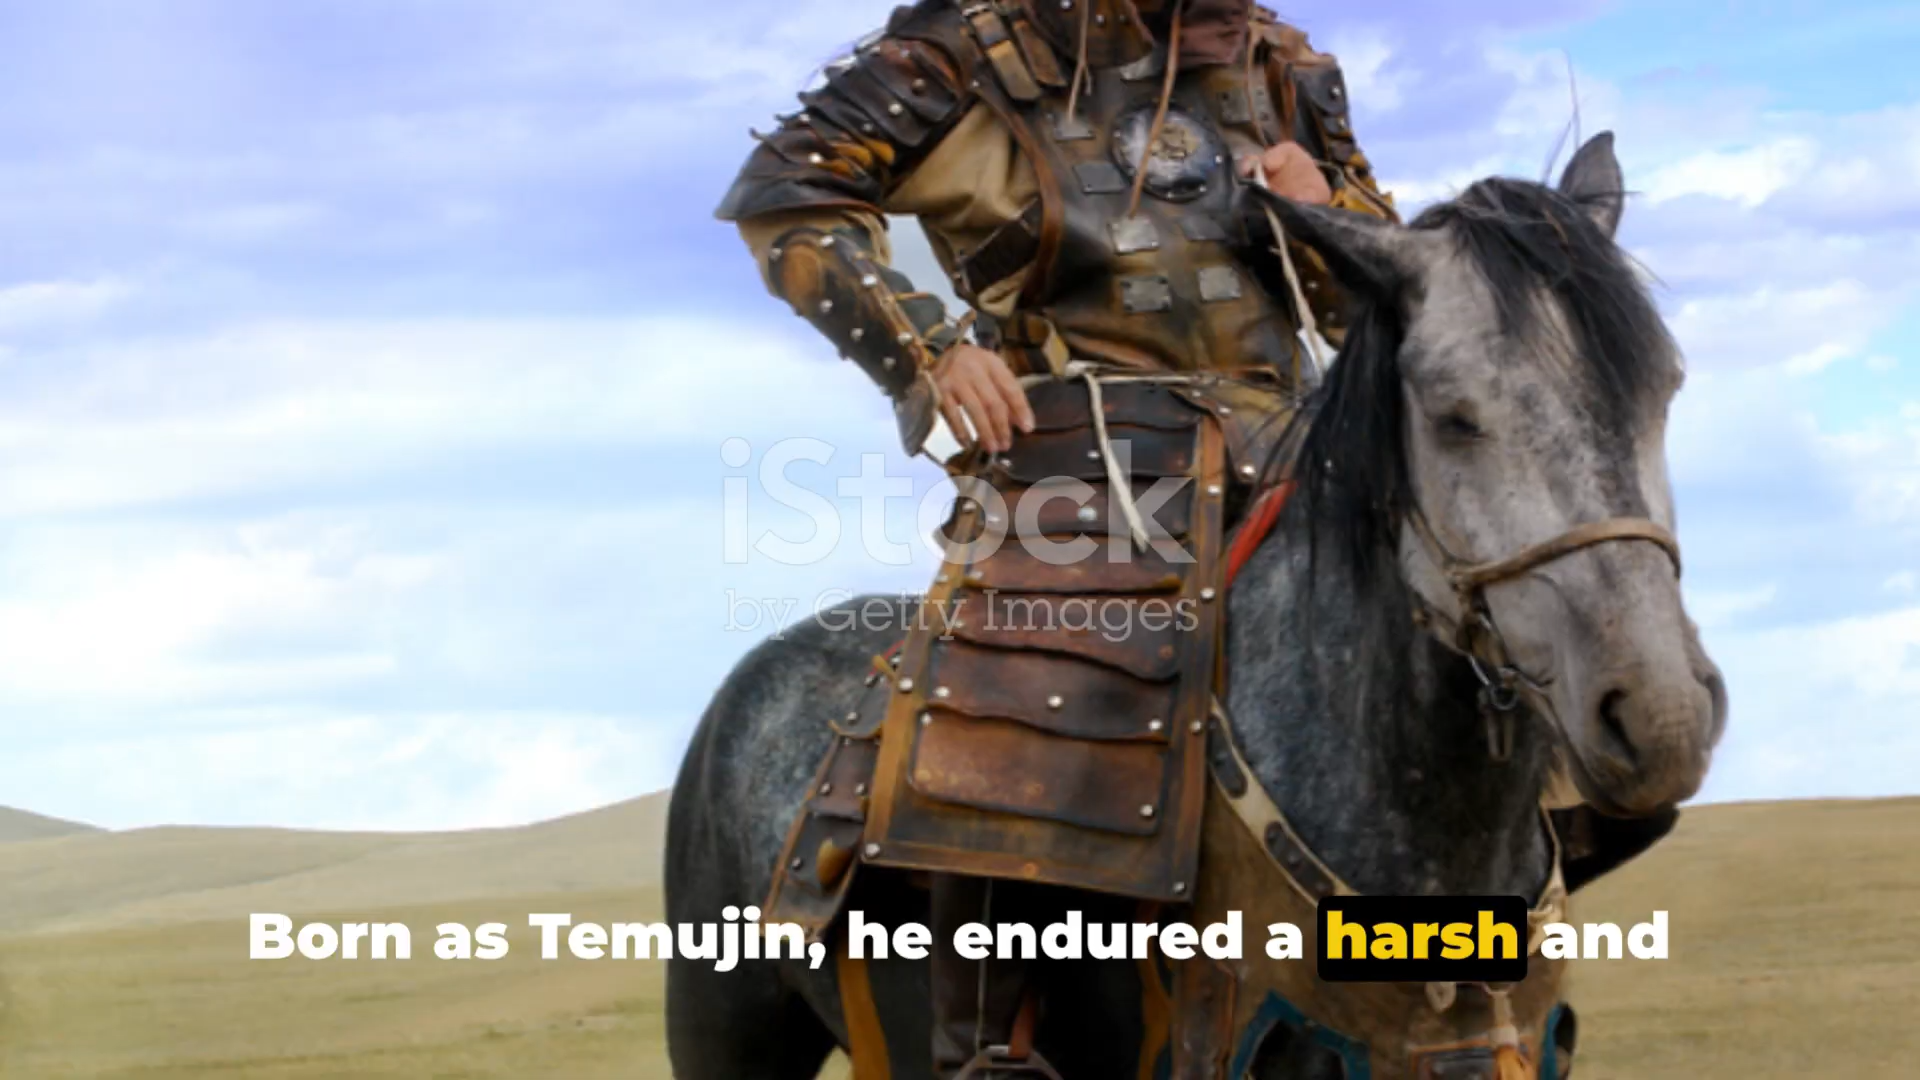 iStock
by Getty Images
Born as Temujin, he endured a harsh and